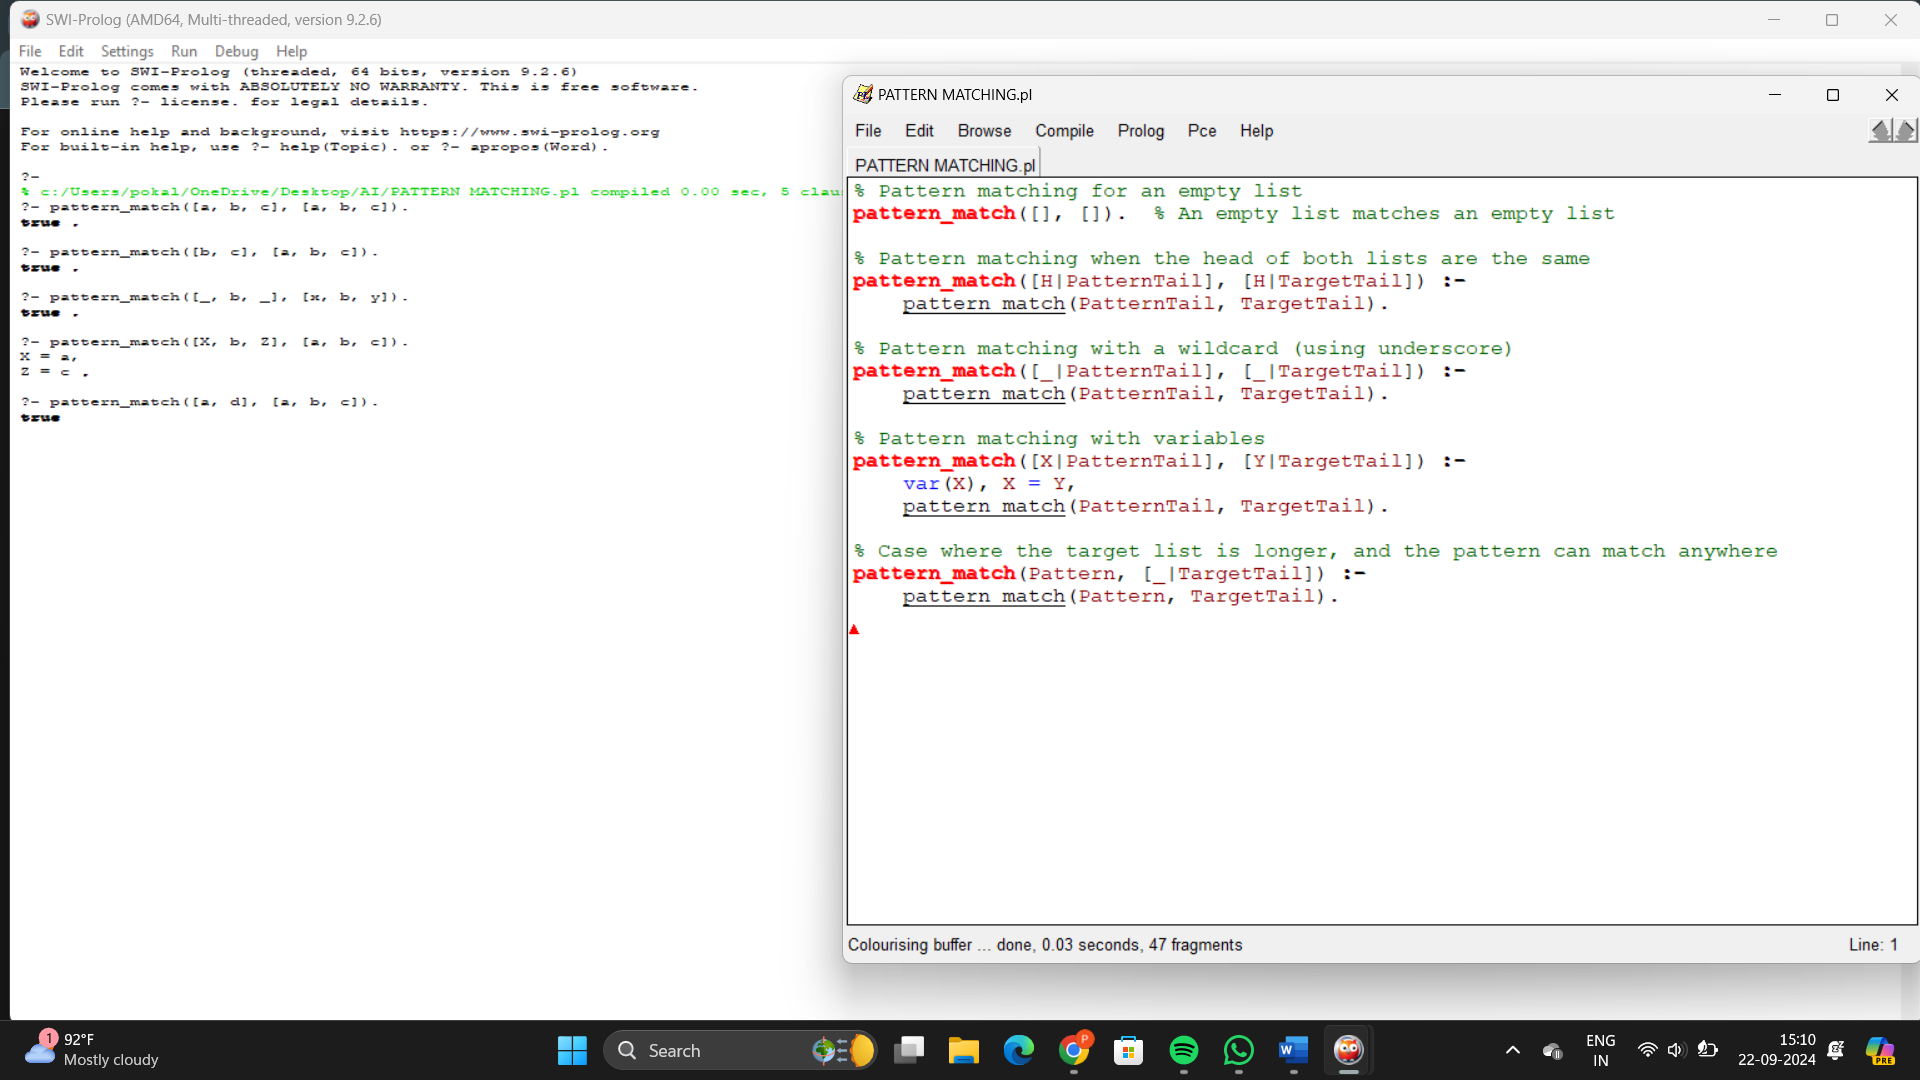 SWI-Prolog (AMD64, Multi-threaded, version 9.2.6)
File Edit Settings Run Debug Help
Welcome to SWI-Prolog (threaded, 64 bits, version 9.2.6)
SWI-Prolog comes with ABSOLUTELY NO WARRANTY. This is free software.
Please run ?- license. for legal details.
For online help and background, visit https://www.swi-prolog.org
For built-in help, use ?- help(Topic). or ?- apropos(Word).
?-
% c:/Users/pokal/OneDrive/Desktop/AI/PATTERN MATCHING.pl compiled 0.00 sec, 5 clau
?- pattern_match([a, b, c], [a, b, c]).
true .
?- pattern_match([b, c], [a, b, c]).
true .
?- pattern_match([_, b, _], [x, b, y]).
true .
?- pattern_match([X, b, Z], [a, b, c]).
X = a,
Z = c .
?- pattern_match([a, d], [a, b, c]).
true
PATTERN MATCHING.pl
File Edit Browse Compile Prolog Pce Help
PATTERN MATCHING.pl
% Pattern matching for an empty list
pattern_match([], []).  % An empty list matches an empty list
% Pattern matching when the head of both lists are the same
pattern_match([H|PatternTail], [H|TargetTail]) :-
    pattern_match(PatternTail, TargetTail).
% Pattern matching with a wildcard (using underscore)
pattern_match([_|PatternTail], [_|TargetTail]) :-
    pattern_match(PatternTail, TargetTail).
% Pattern matching with variables
pattern_match([X|PatternTail], [Y|TargetTail]) :-
    var(X), X = Y,
    pattern_match(PatternTail, TargetTail).
% Case where the target list is longer, and the pattern can match anywhere
pattern_match(Pattern, [_|TargetTail]) :-
    pattern_match(Pattern, TargetTail).
Colourising buffer ... done, 0.03 seconds, 47 fragments
Line: 1
1
92°F
Mostly cloudy
Search
P
W
ENG
IN
15:10
22-09-2024
PRE